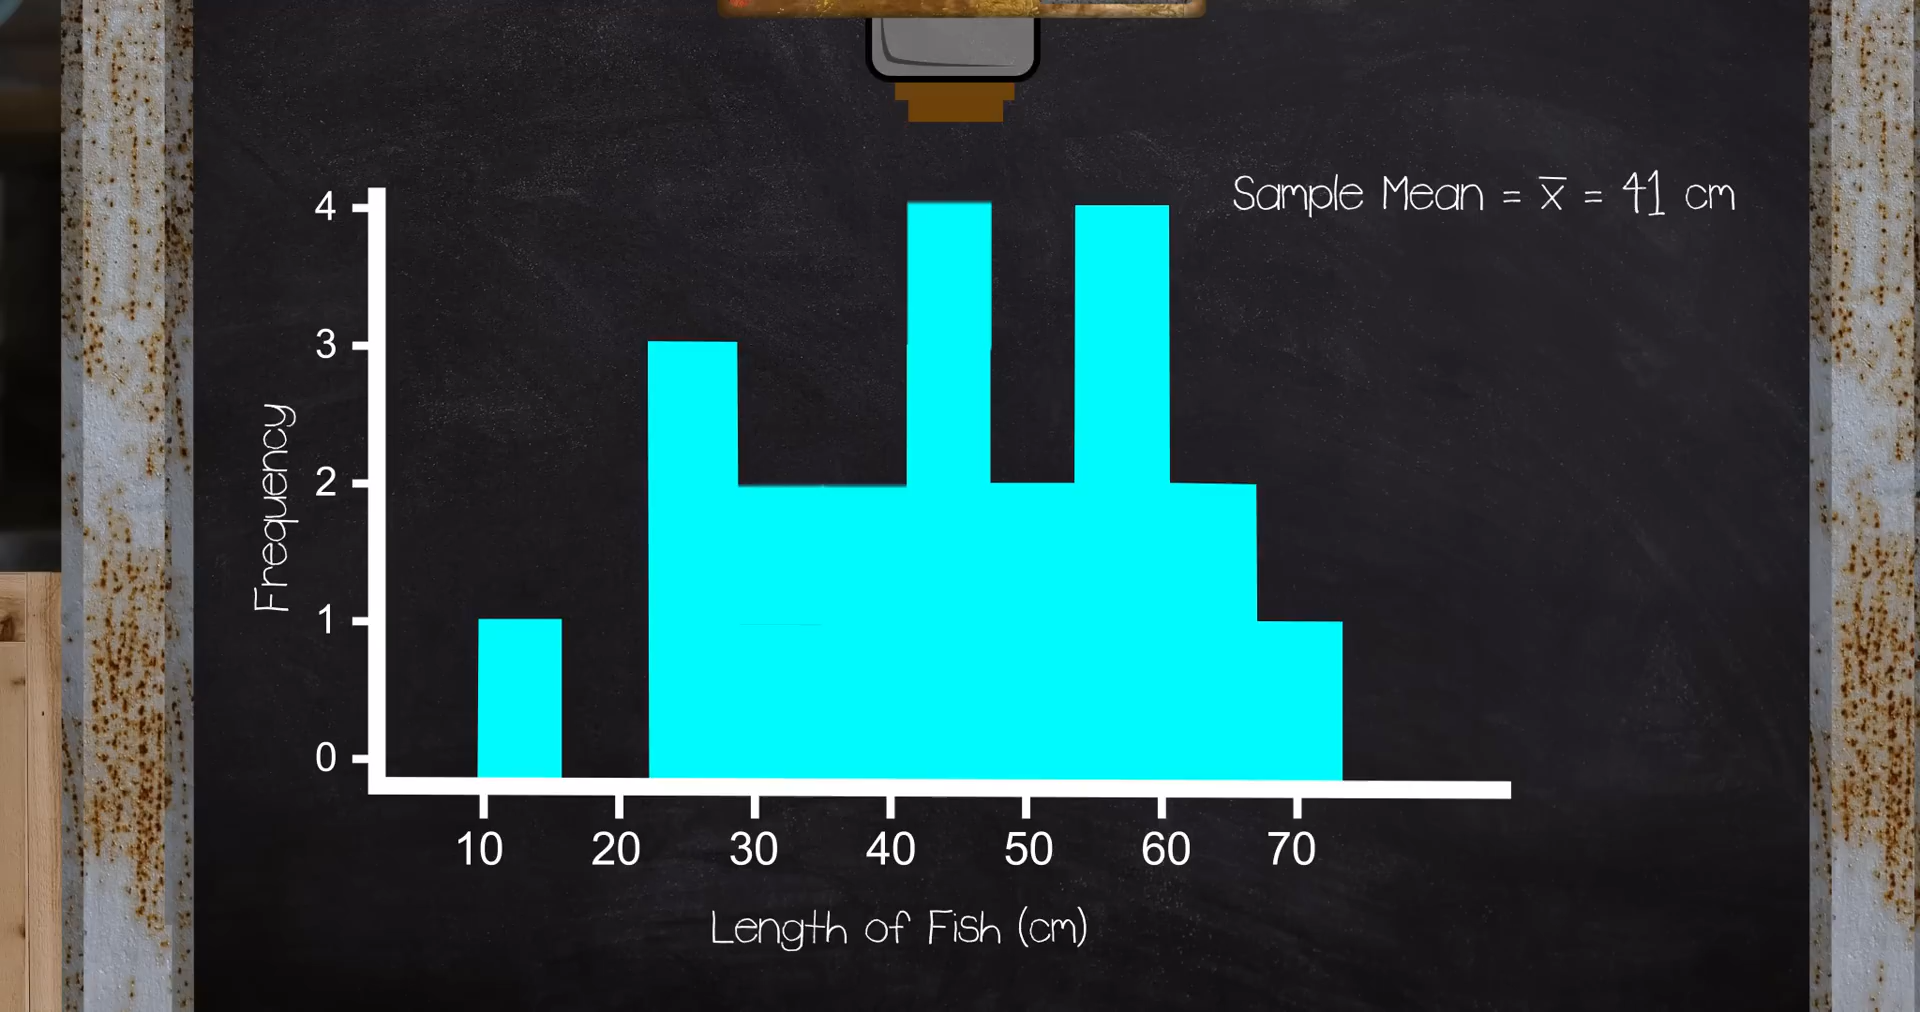 Sample Mean = x̅ = 41 cm
4
3
2
1
0
Frequency
10 20 30 40 50 60 70
Length of Fish (cm)